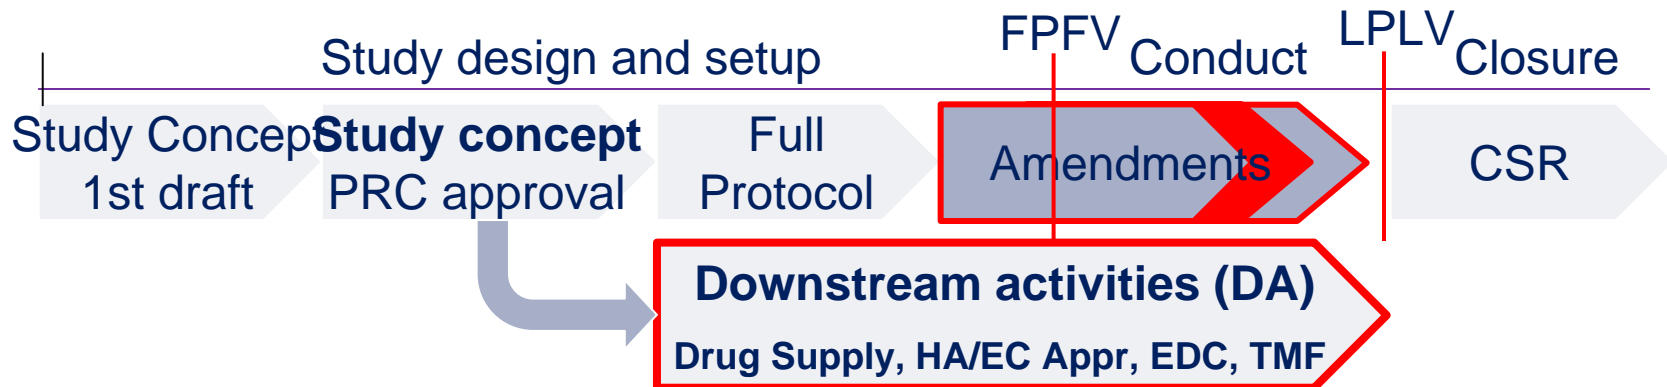 Study design and setup
FPFV
Conduct
LPLV
Closure
Study Concept
1st draft
Study concept
PRC approval
Full
Protocol
Amendments
CSR
Downstream activities (DA)
Drug Supply, HA/EC Appr, EDC, TMF